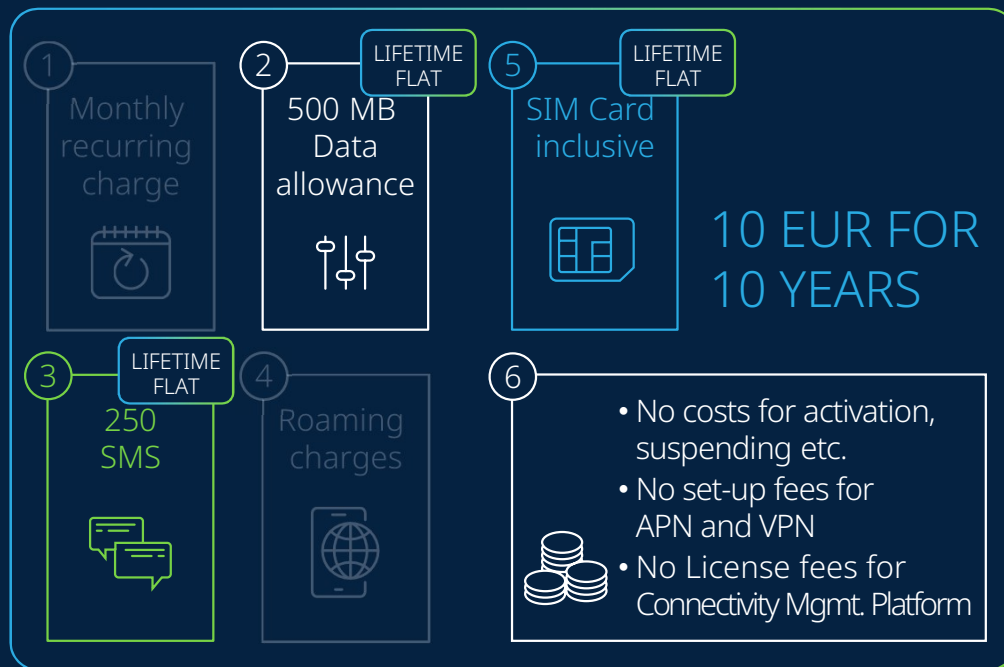 1
Monthly
recurring
charge
2
LIFETIME
FLAT
500 MB
Data
allowance
5
LIFETIME
FLAT
SIM Card
inclusive
10 EUR FOR
10 YEARS
3
LIFETIME
FLAT
250
SMS
4
Roaming
charges
6
• No costs for activation,
suspending etc.
• No set-up fees for
APN and VPN
• No License fees for
Connectivity Mgmt. Platform